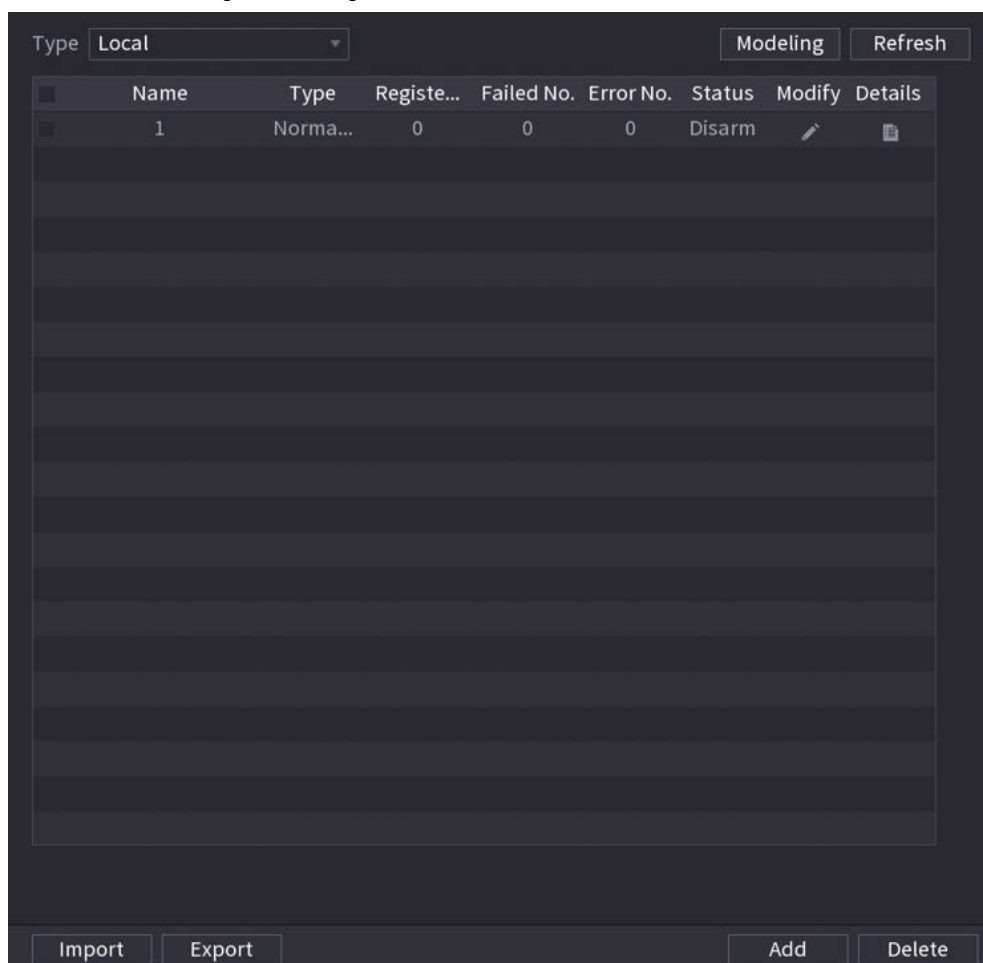 Type Local Modeling Refresh
Name Type Registe... Failed No. Error No. Status Modify Details
1 Norma... 0 0 0 Disarm
Import Export Add Delete